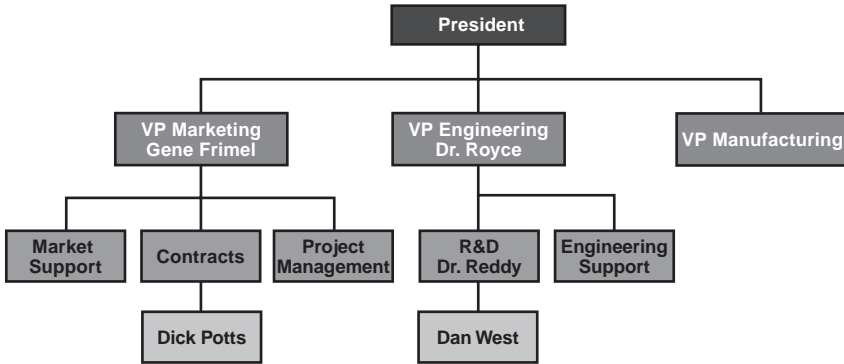 President
VP Marketing
Gene Frimel
VP Engineering
Dr. Royce
VP Manufacturing
Market
Support
Contracts
Project
Management
R&D
Dr. Reddy
Engineering
Support
Dick Potts
Dan West